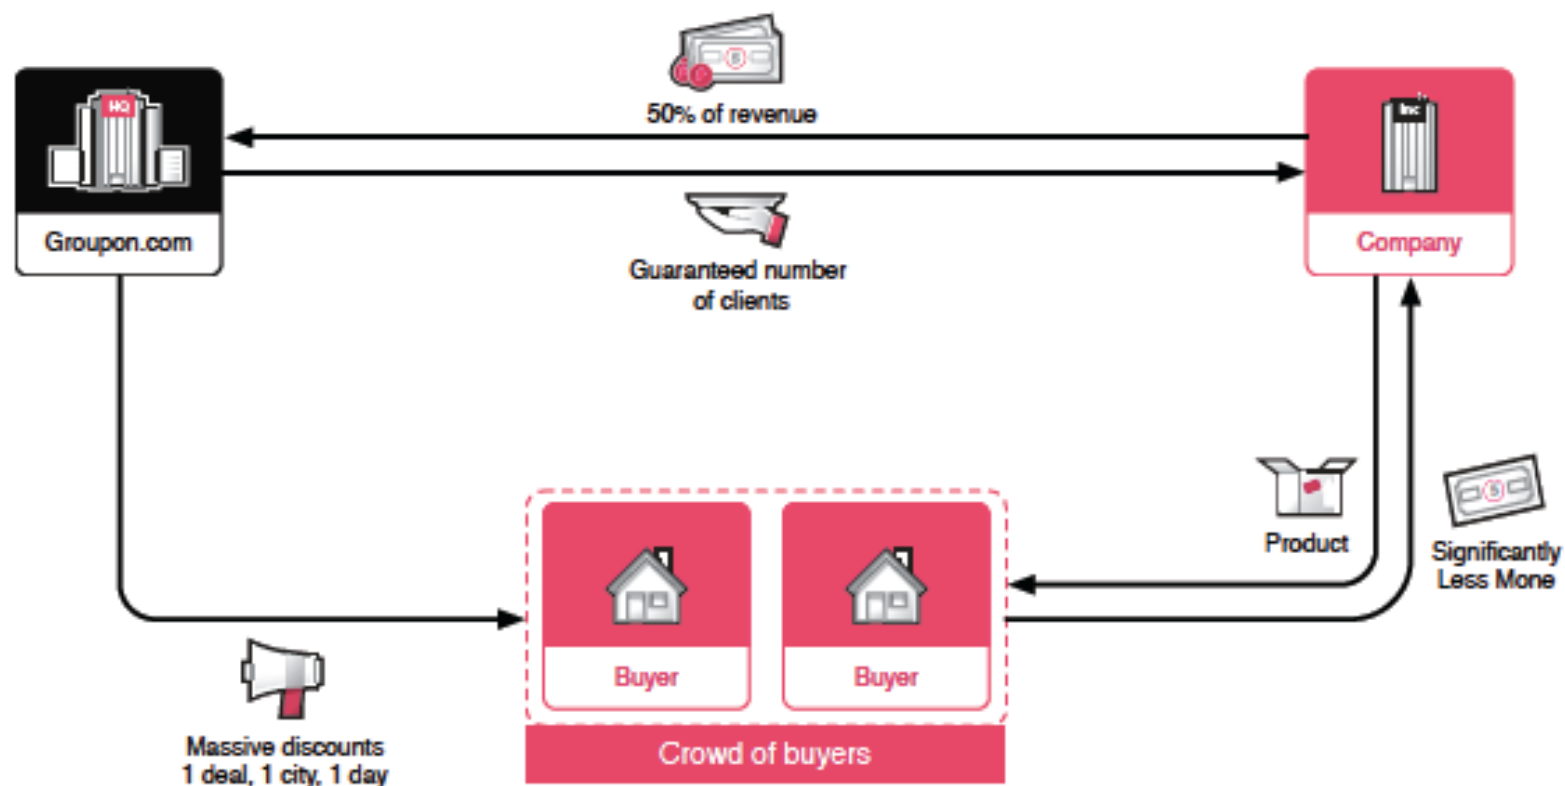 50% of revenue
HQ
Inc
Groupon.com
Company
Guaranteed number
of clients
Product
Significantly
Less Mone
Buyer
Buyer
Massive discounts
1 deal, 1 city, 1 day
Crowd of buyers